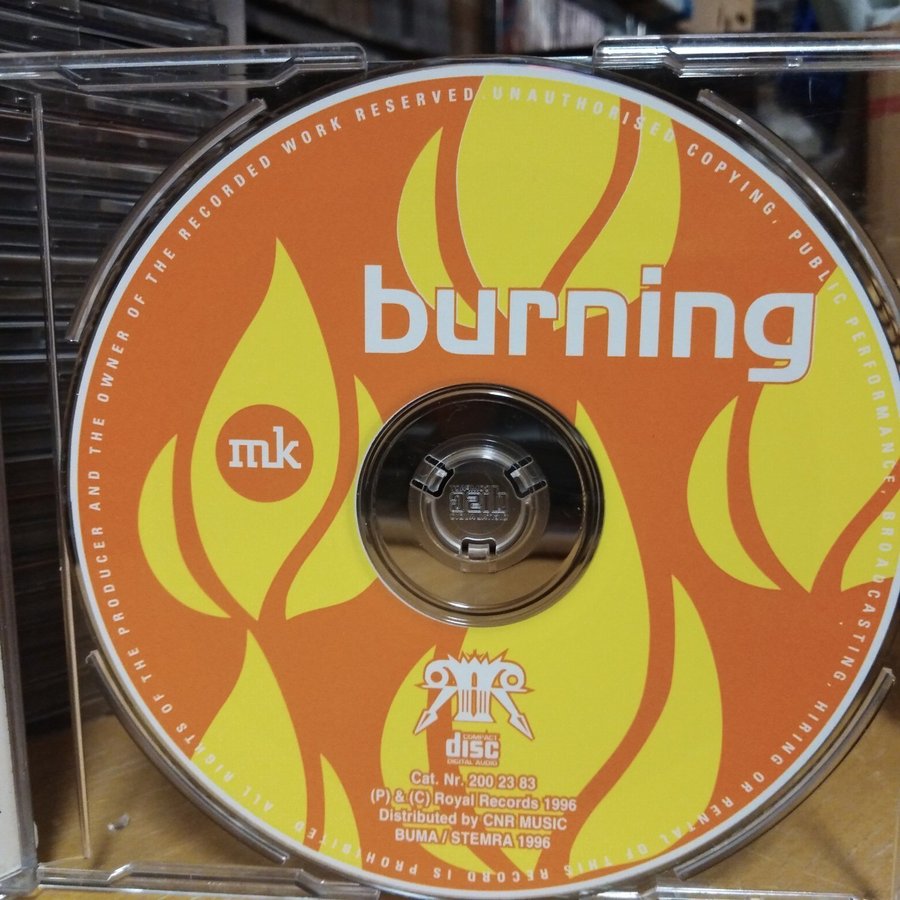 ALL RIGHTS OF THE PRODUCER AND THE OWNER OF THE RECORDED WORK RESERVED. UNAUTHORISED COPYING, PUBLIC PERFORMANCE, BROADCASTING, HIRING OR RENTAL OF THIS RECORD IS PROHIBITED
burning
mk
COMPACT
disc
DIGITAL AUDIO
Cat. Nr. 200 23 83
(P) & (C) Royal Records 1996
Distributed by CNR MUSIC
BUMA / STEMRA 1996